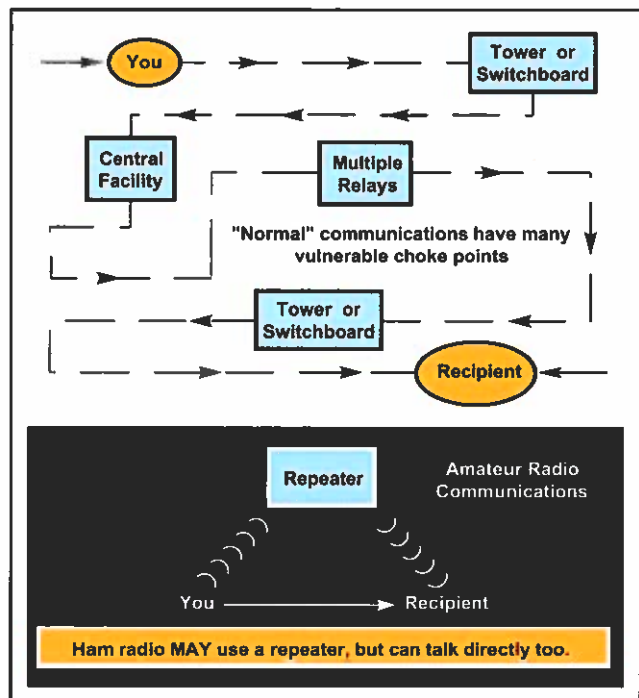 You
Tower or
Switchboard
Central
Facility
Multiple
Relays
"Normal" communications have many
vulnerable choke points
Tower or
Switchboard
Recipient
Repeater
Amateur Radio
Communications
You
Recipient
Ham radio MAY use a repeater, but can talk directly too.